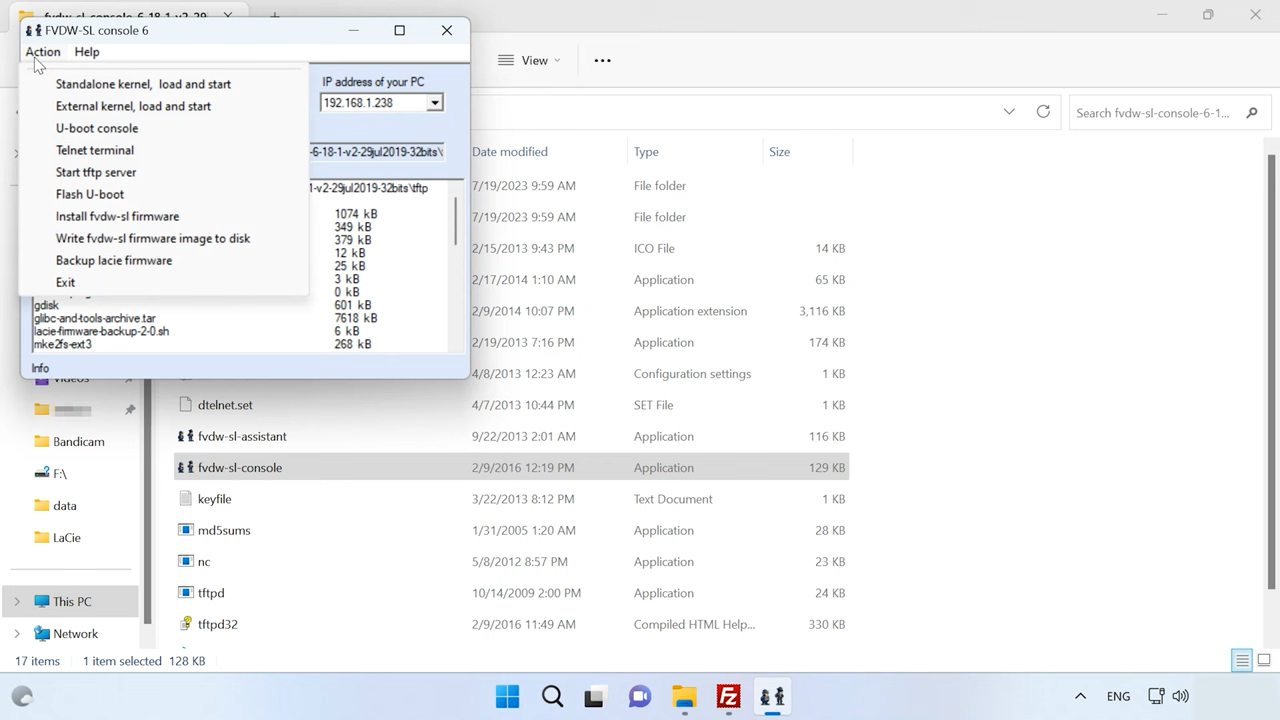 fvdw-sl-console-6-18-1-v2-29
FVDW-SL console 6
Action Help
Standalone kernel, load and start
External kernel, load and start
U-boot console
Telnet terminal
Start tftp server
Flash U-boot
Install fvdw-sl firmware
Write fvdw-sl firmware image to disk
Backup lacie firmware
Exit
IP address of your PC
192.168.1.238
-6-18-1-v2-29jul2019-32bits\
1-v2-29jul2019-32bits\tftp
1074 kB
349 kB
379 kB
12 kB
25 kB
3 kB
0 kB
gdisk 601 kB
glibc-and-tools-archive.tar 7618 kB
lacie-firmware-backup-2-0.sh 6 kB
mke2fs-ext3 268 kB
Info
View
Search fvdw-sl-console-6-1...
Date modified Type Size
7/19/2023 9:59 AM File folder
7/19/2023 9:59 AM File folder
2/15/2013 9:43 PM ICO File 14 KB
2/17/2014 1:10 AM Application 65 KB
2/9/2014 10:07 PM Application extension 3,116 KB
2/19/2013 7:16 PM Application 174 KB
4/8/2013 12:23 AM Configuration settings 1 KB
dtelnet.set 4/7/2013 10:44 PM SET File 1 KB
fvdw-sl-assistant 9/22/2013 2:01 AM Application 116 KB
fvdw-sl-console 2/9/2016 12:19 PM Application 129 KB
keyfile 3/22/2013 8:12 PM Text Document 1 KB
md5sums 1/31/2005 1:20 AM Application 28 KB
nc 5/8/2012 8:57 PM Application 23 KB
tftpd 10/14/2009 2:00 PM Application 24 KB
tftpd32 2/9/2016 11:49 AM Compiled HTML Help... 330 KB
Videos
Bandicam
F:\
data
LaCie
This PC
Network
17 items 1 item selected 128 KB
ENG